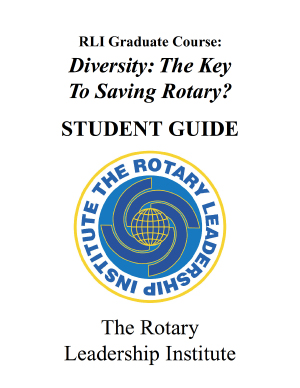 RLI Graduate Course:
Diversity: The Key
To Saving Rotary?
STUDENT GUIDE
THE ROTARY LEADERSHIP INSTITUTE
The Rotary
Leadership Institute